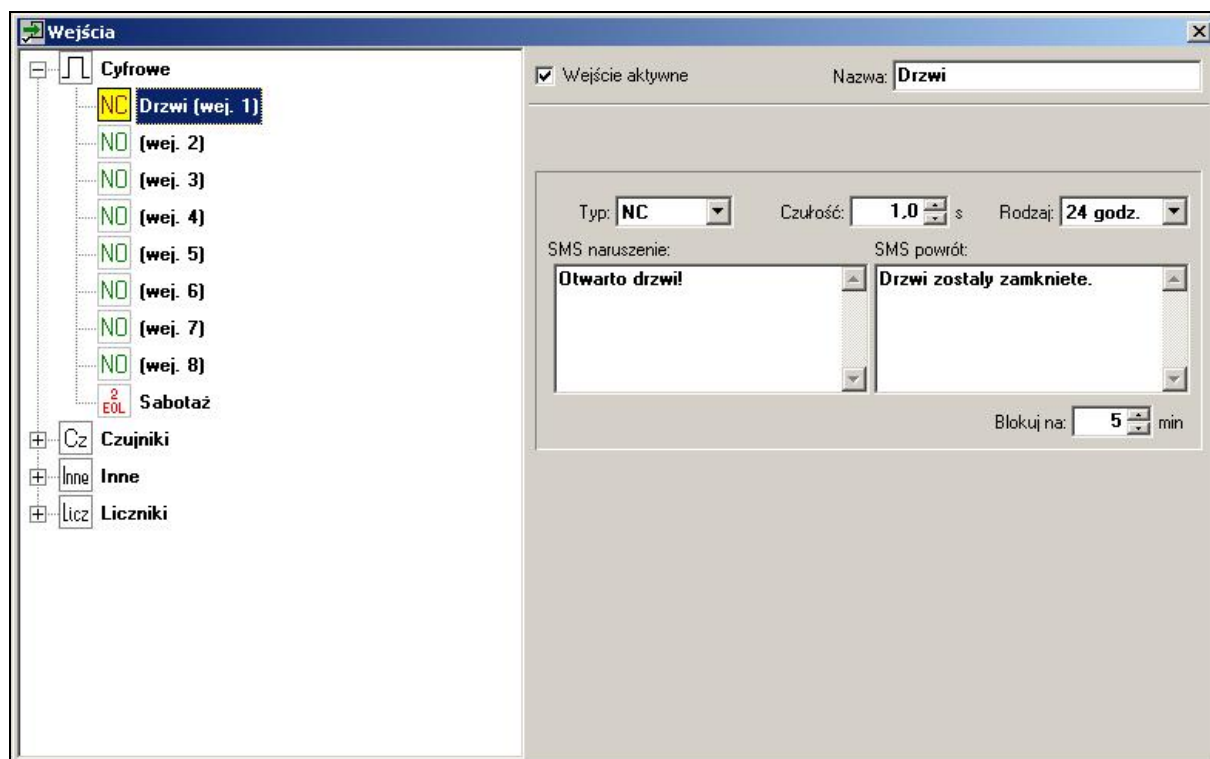 Wejścia
Cyfrowe
NC Drzwi (wej. 1)
NO (wej. 2)
NO (wej. 3)
NO (wej. 4)
NO (wej. 5)
NO (wej. 6)
NO (wej. 7)
NO (wej. 8)
2 EOL Sabotaż
Cz Czujniki
Inne Inne
Licz Liczniki
Wejście aktywne Nazwa: Drzwi
Typ: NC Czułość: 1,0 s Rodzaj: 24 godz.
SMS naruszenie: SMS powrót:
Otwarto drzwi! Drzwi zostaly zamkniete.
Blokuj na: 5 min